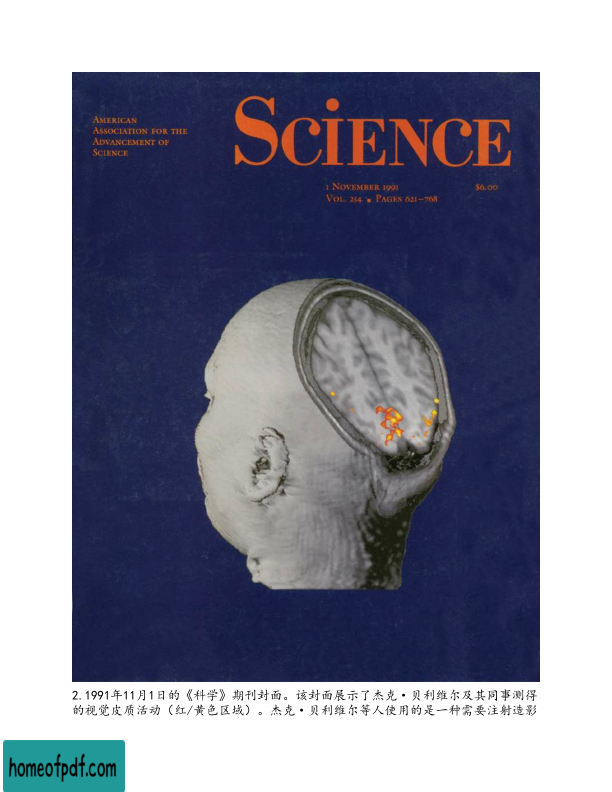 AMERICAN
ASSOCIATION FOR THE
ADVANCEMENT OF
SCIENCE
SCIENCE
1 NOVEMBER 1991
$6.00
VOL. 254 ■ PAGES 621–768
2.1991年11月1日的《科学》期刊封面。该封面展示了杰克·贝利维尔及其同事测得
的视觉皮质活动（红/黄色区域）。杰克·贝利维尔等人使用的是一种需要注射造影
homeofpdf.com